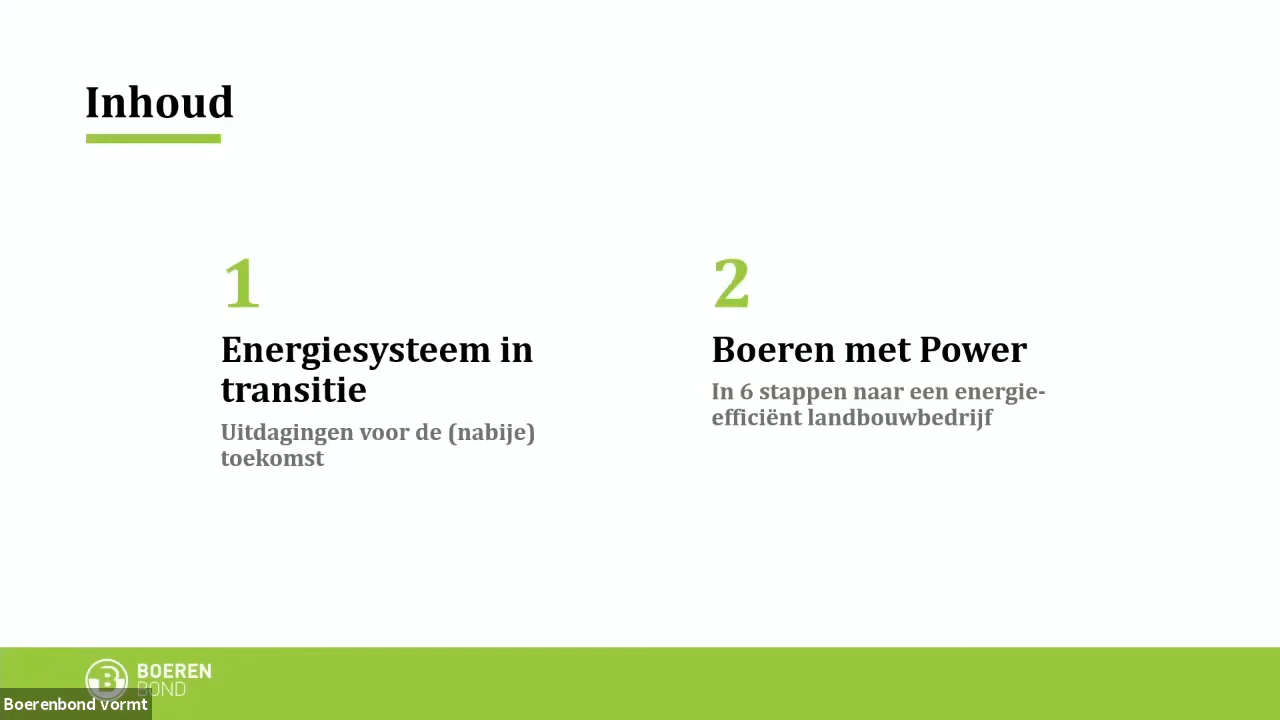 Inhoud
1
Energiesysteem in
transitie
Uitdagingen voor de (nabije)
toekomst
2
Boeren met Power
In 6 stappen naar een energie-
efficiënt landbouwbedrijf
B
BOEREN
BOND
Boerenbond vormt